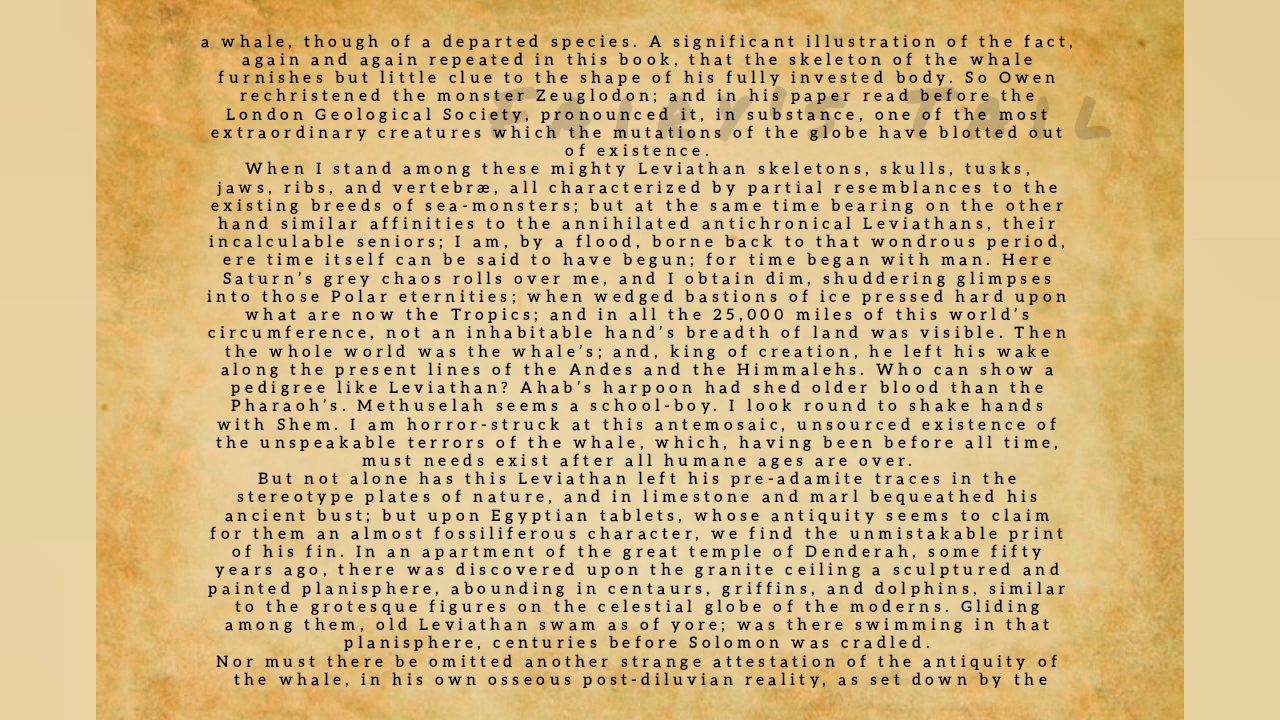 a whale, though of a departed species. A significant illustration of the fact,
again and again repeated in this book, that the skeleton of the whale
furnishes but little clue to the shape of his fully invested body. So Owen
rechristened the monster Zeuglodon; and in his paper read before the
London Geological Society, pronounced it, in substance, one of the most
extraordinary creatures which the mutations of the globe have blotted out
of existence.
When I stand among these mighty Leviathan skeletons, skulls, tusks,
jaws, ribs, and vertebræ, all characterized by partial resemblances to the
existing breeds of sea-monsters; but at the same time bearing on the other
hand similar affinities to the annihilated antichronical Leviathans, their
incalculable seniors; I am, by a flood, borne back to that wondrous period,
ere time itself can be said to have begun; for time began with man. Here
Saturn's grey chaos rolls over me, and I obtain dim, shuddering glimpses
into those Polar eternities; when wedged bastions of ice pressed hard upon
what are now the Tropics; and in all the 25,000 miles of this world's
circumference, not an inhabitable hand's breadth of land was visible. Then
the whole world was the whale's; and, king of creation, he left his wake
along the present lines of the Andes and the Himmalehs. Who can show a
pedigree like Leviathan? Ahab's harpoon had shed older blood than the
Pharaoh's. Methuselah seems a school-boy. I look round to shake hands
with Shem. I am horror-struck at this antemosaic, unsourced existence of
the unspeakable terrors of the whale, which, having been before all time,
must needs exist after all humane ages are over.
But not alone has this Leviathan left his pre-adamite traces in the
stereotype plates of nature, and in limestone and marl bequeathed his
ancient bust; but upon Egyptian tablets, whose antiquity seems to claim
for them an almost fossiliferous character, we find the unmistakable print
of his fin. In an apartment of the great temple of Denderah, some fifty
years ago, there was discovered upon the granite ceiling a sculptured and
painted planisphere, abounding in centaurs, griffins, and dolphins, similar
to the grotesque figures on the celestial globe of the moderns. Gliding
among them, old Leviathan swam as of yore; was there swimming in that
planisphere, centuries before Solomon was cradled.
Nor must there be omitted another strange attestation of the antiquity of
the whale, in his own osseous post-diluvian reality, as set down by the